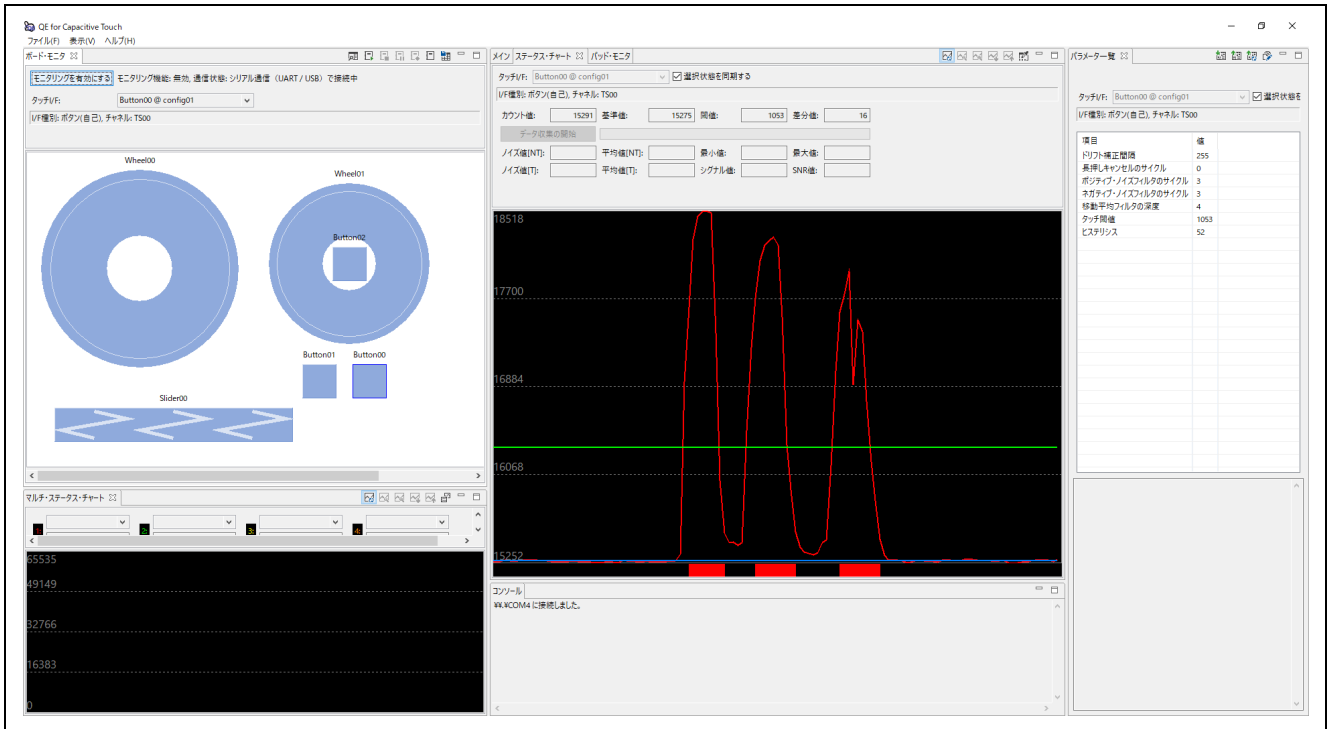 QE for Capacitive Touch
ファイル(F) 表示(V) ヘルプ(H)
ボード・モニタ
モニタリングを有効にする モニタリング機能: 無効, 通信状態: シリアル通信（UART / USB）で接続中
タッチI/F: Button00 @ config01
I/F種別: ボタン(自己), チャネル: TS00
Wheel00
Wheel01
Button02
Button01 Button00
Slider00
マルチ・ステータス・チャート
1: 2: 3: 4:
65535
49149
32766
16383
0
メイン ステータス・チャート パッド・モニタ
タッチI/F: Button00 @ config01 選択状態を同期する
I/F種別: ボタン(自己), チャネル: TS00
カウント値: 15291 基準値: 15275 閾値: 1053 差分値: 16
データ収集の開始
ノイズ値[NT]: 平均値[NT]: 最小値: 最大値:
ノイズ値[T]: 平均値[T]: シグナル値: SNR値:
18518
17700
16884
16068
15252
コンソール
¥¥.¥COM4 に接続しました。
パラメータ一覧
タッチI/F: Button00 @ config01 選択状態を
I/F種別: ボタン(自己), チャネル: TS00
項目 値
ドリフト補正間隔 255
長押しキャンセルのサイクル 0
ポジティブ・ノイズフィルタのサイクル 3
ネガティブ・ノイズフィルタのサイクル 3
移動平均フィルタの深度 4
タッチ閾値 1053
ヒステリシス 52